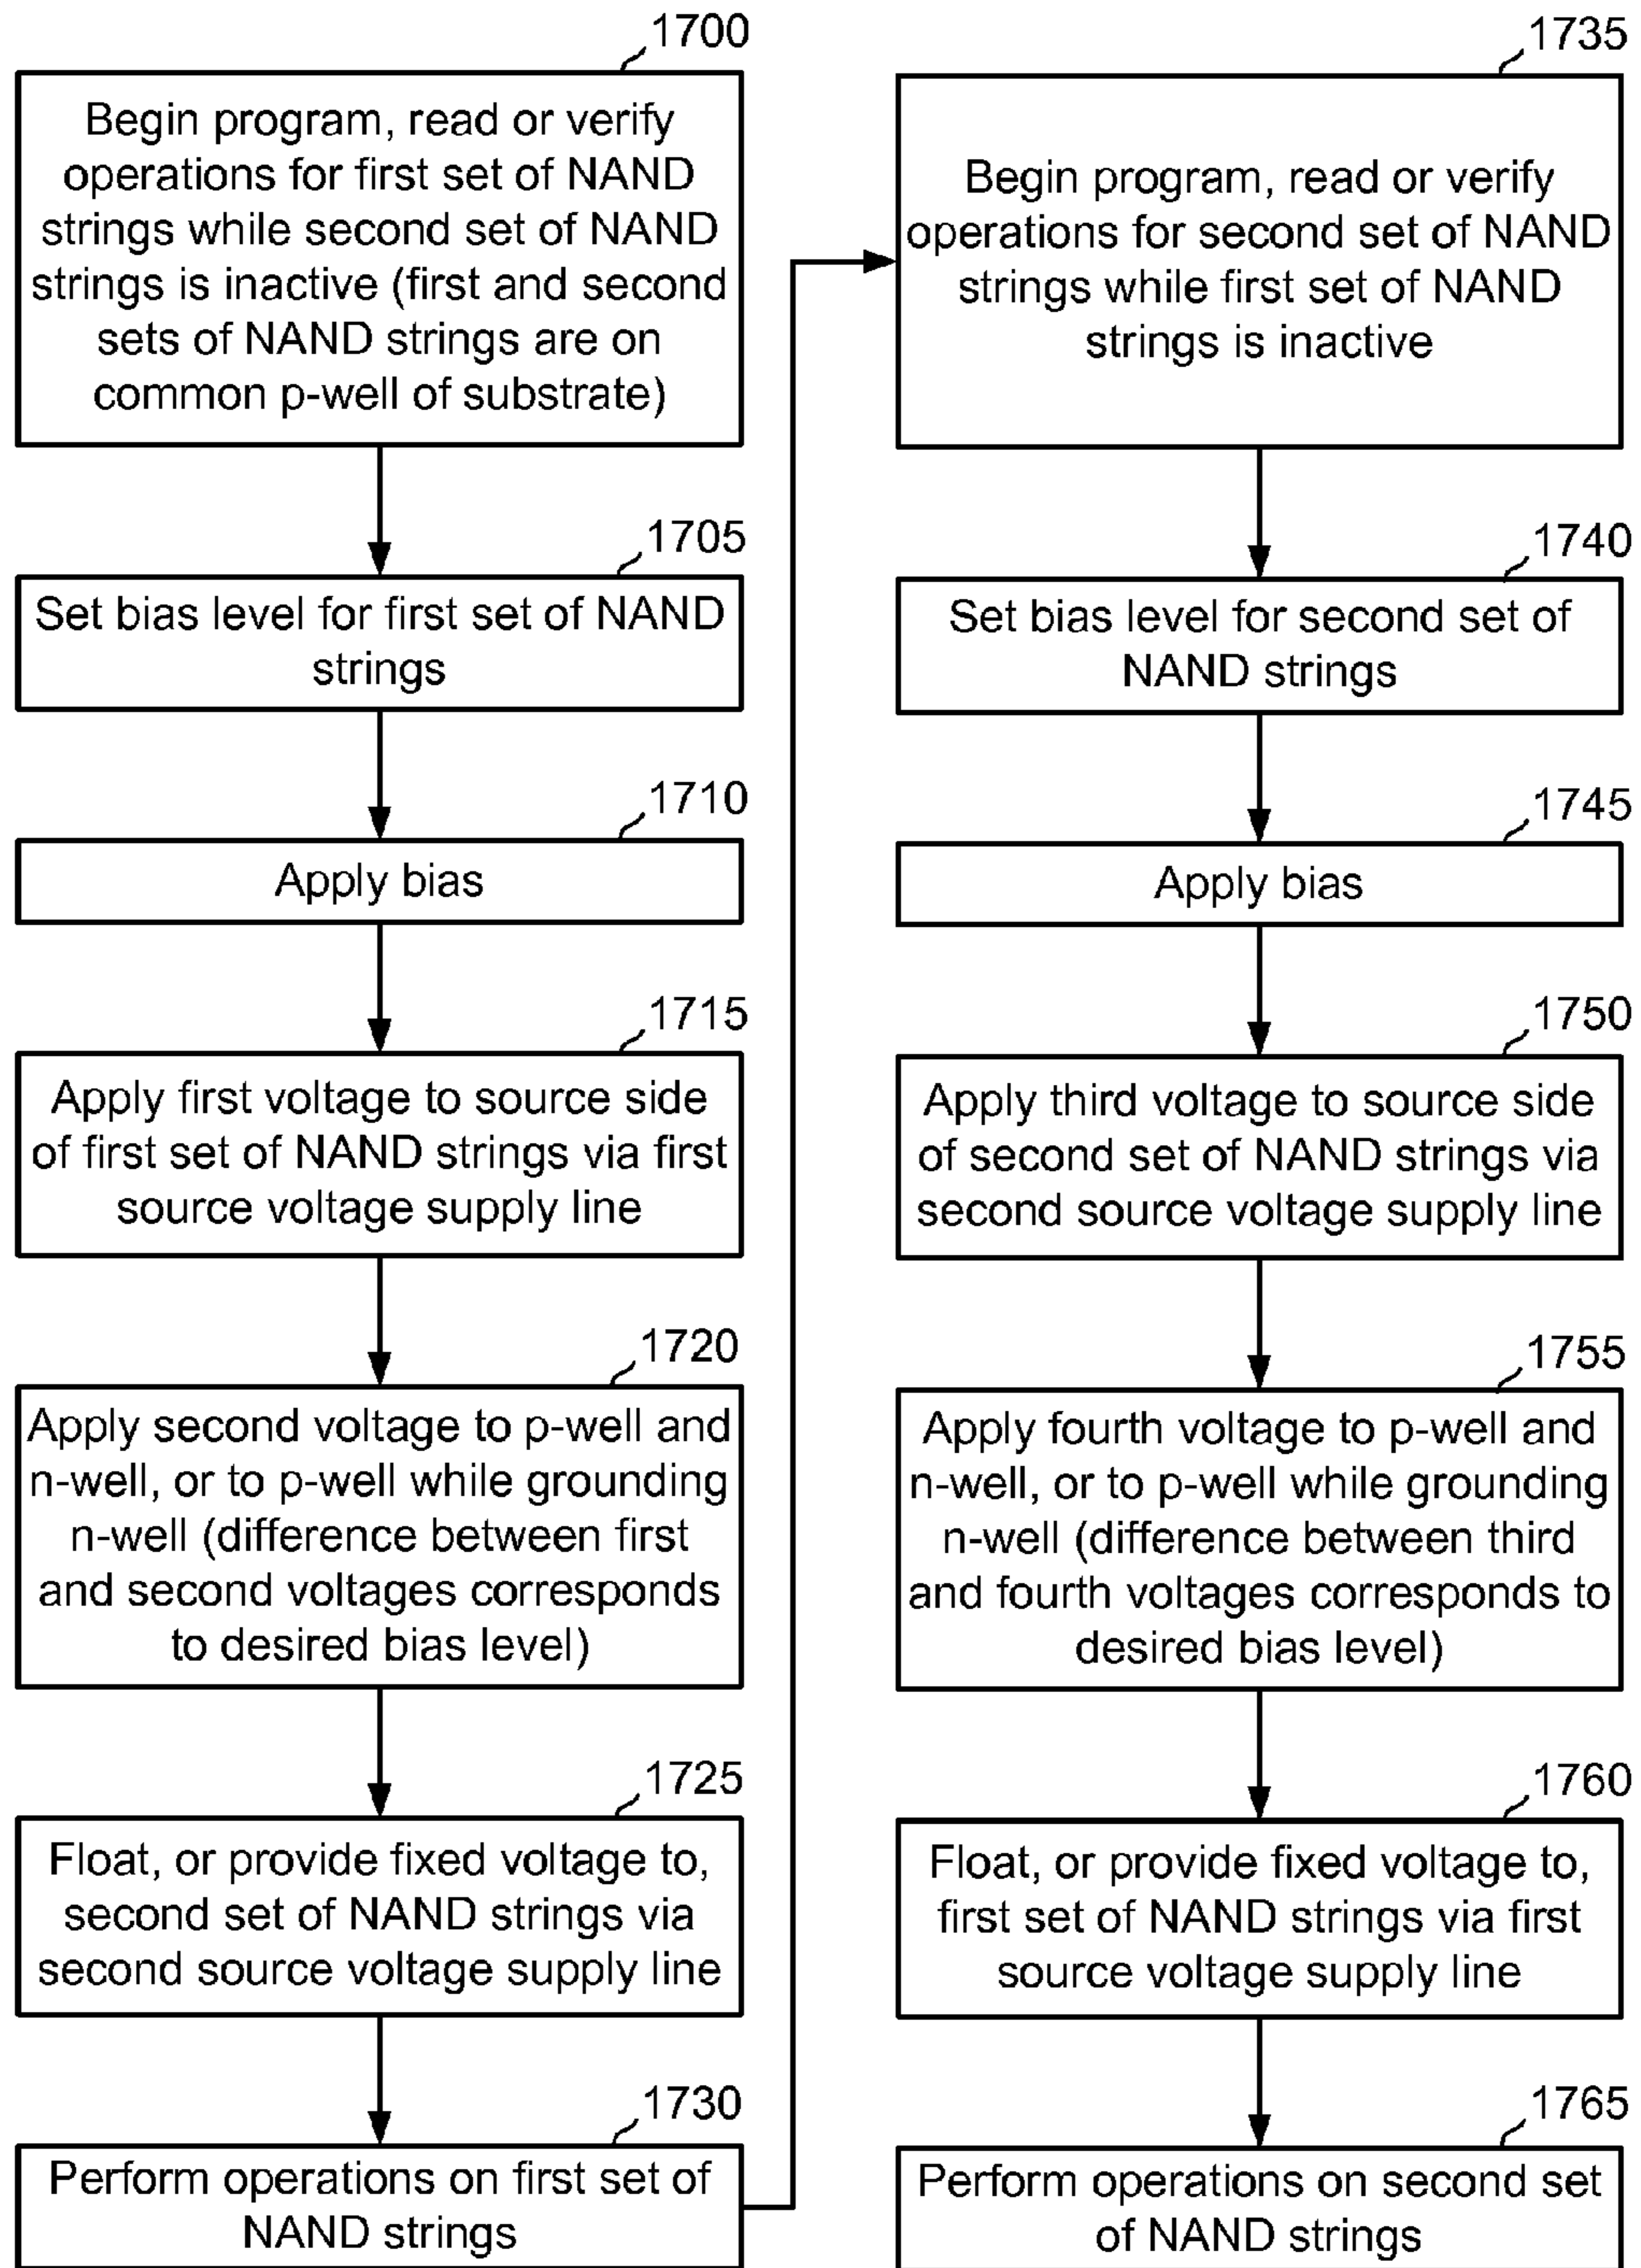 1700
Begin program, read or verify
operations for first set of NAND
strings while second set of NAND
strings is inactive (first and second
sets of NAND strings are on
common p-well of substrate)
1705
Set bias level for first set of NAND
strings
1710
Apply bias
1715
Apply first voltage to source side
of first set of NAND strings via first
source voltage supply line
1720
Apply second voltage to p-well and
n-well, or to p-well while grounding
n-well (difference between first
and second voltages corresponds
to desired bias level)
1725
Float, or provide fixed voltage to,
second set of NAND strings via
second source voltage supply line
1730
Perform operations on first set of
NAND strings
1735
Begin program, read or verify
operations for second set of NAND
strings while first set of NAND
strings is inactive
1740
Set bias level for second set of
NAND strings
1745
Apply bias
1750
Apply third voltage to source side
of second set of NAND strings via
second source voltage supply line
1755
Apply fourth voltage to p-well and
n-well, or to p-well while grounding
n-well (difference between third
and fourth voltages corresponds to
desired bias level)
1760
Float, or provide fixed voltage to,
first set of NAND strings via first
source voltage supply line
1765
Perform operations on second set
of NAND strings